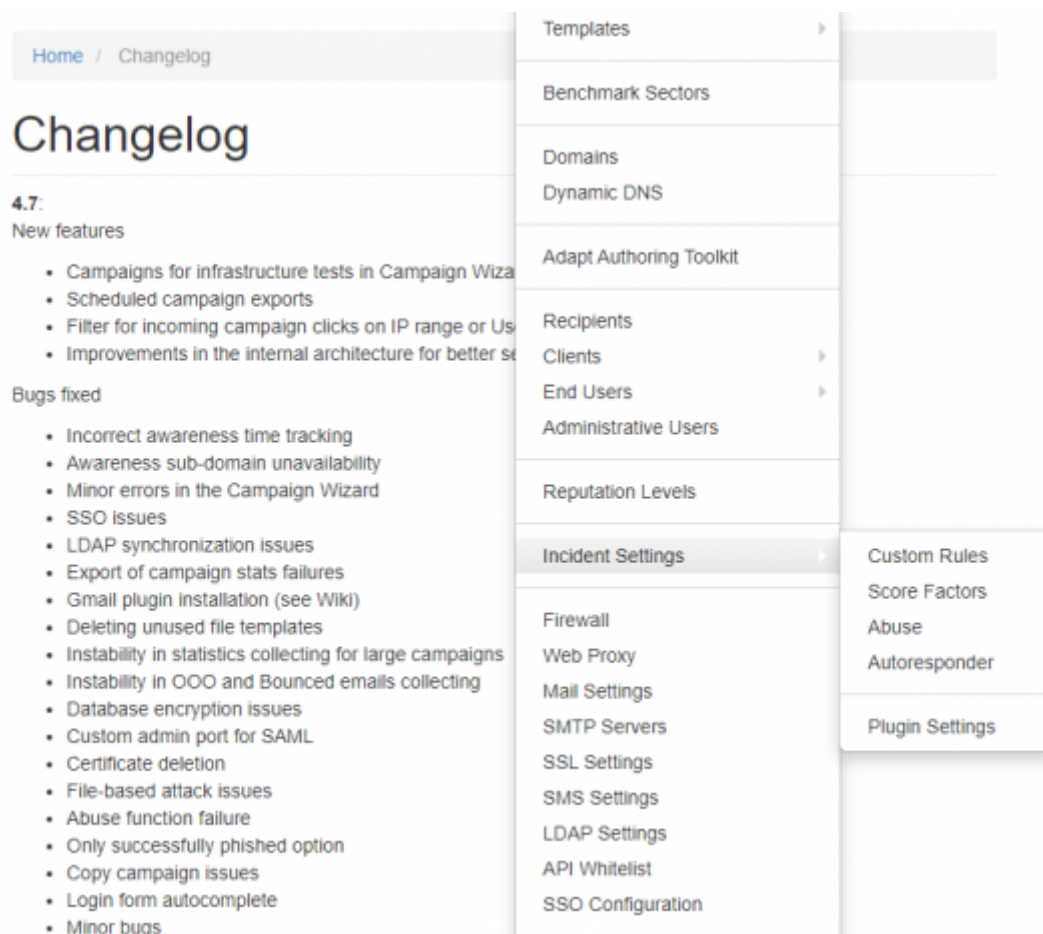 Home / Changelog
Changelog
4.7:
New features
• Campaigns for infrastructure tests in Campaign
• Scheduled campaign exports
• Filter for incoming campaign clicks on IP range or
• Improvements in the internal architecture for better
Bugs fixed
• Incorrect awareness time tracking
• Awareness sub-domain unavailability
• Minor errors in the Campaign Wizard
• SSO issues
• LDAP synchronization issues
• Export of campaign stats failures
• Gmail plugin installation (see Wiki)
• Deleting unused file templates
• Instability in statistics collecting for large campaigns
• Instability in OOO and Bounced emails collecting
• Database encryption issues
• Custom admin port for SAML
• Certificate deletion
• File-based attack issues
• Abuse function failure
• Only successfully phished option
• Copy campaign issues
• Login form autocomplete
• Minor bugs
Templates
Benchmark Sectors
Domains
Dynamic DNS
Adapt Authoring Toolkit
Recipients
Clients
End Users
Administrative Users
Reputation Levels
Incident Settings
Firewall
Web Proxy
Mail Settings
SMTP Servers
SSL Settings
SMS Settings
LDAP Settings
API Whitelist
SSO Configuration
Custom Rules
Score Factors
Abuse
Autoresponder
Plugin Settings